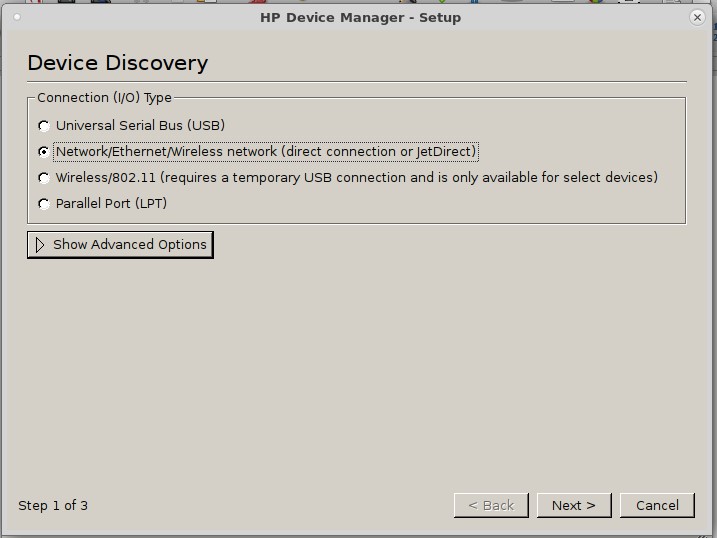 HP Device Manager - Setup
Device Discovery
Connection (I/O) Type
Universal Serial Bus (USB)
Network/Ethernet/Wireless network (direct connection or JetDirect)
Wireless/802.11 (requires a temporary USB connection and is only available for select devices)
Parallel Port (LPT)
Show Advanced Options
Step 1 of 3
< Back
Next >
Cancel